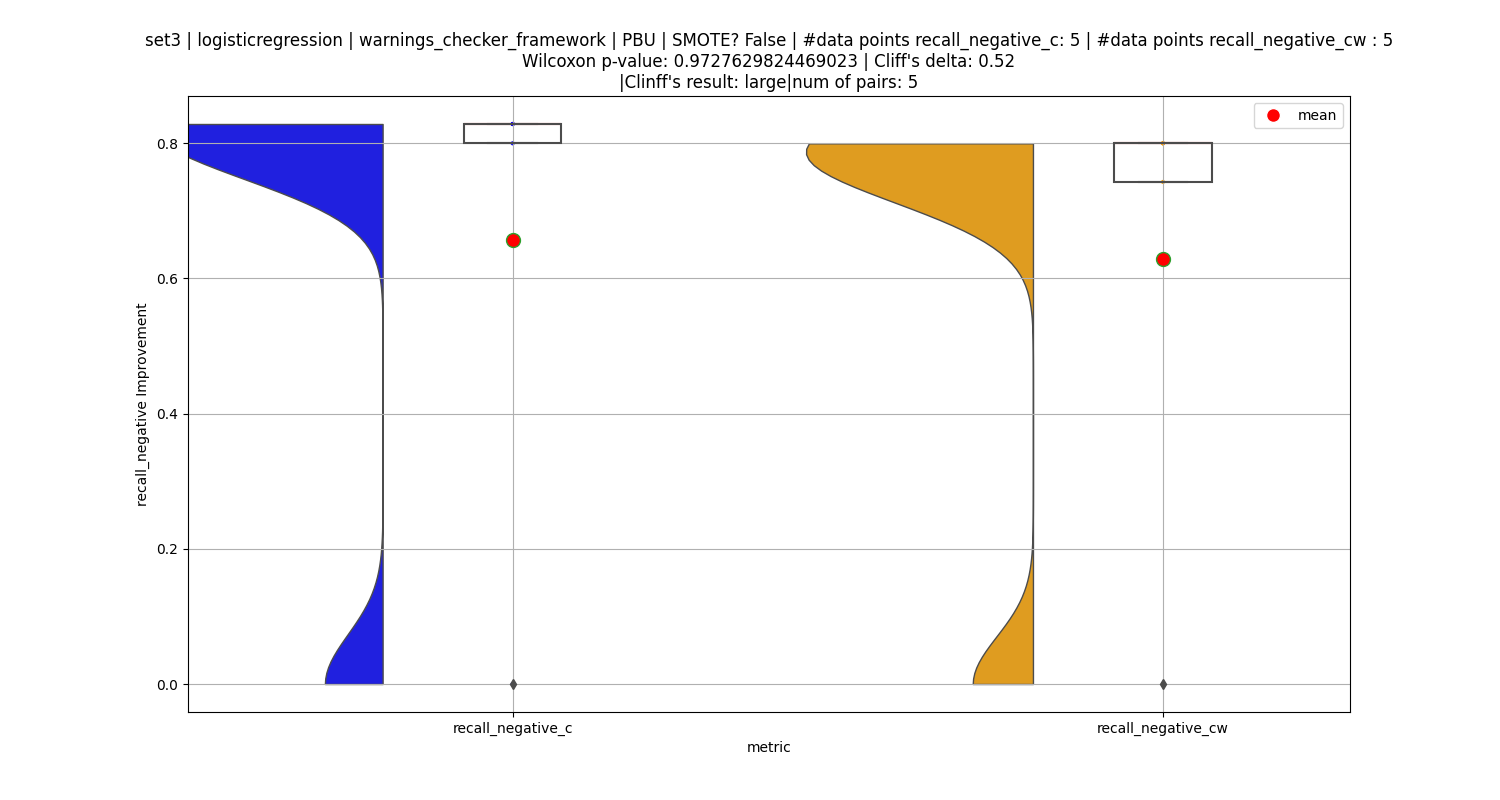 set3 | logisticregression | warnings_checker_framework | PBU | SMOTE? False | #data points recall_negative_c: 5 | #data points recall_negative_cw : 5
Wilcoxon p-value: 0.9727629824469023 | Cliff's delta: 0.52
|Clinff's result: large|num of pairs: 5
mean
0.8
0.6
0.4
0.2
0.0
recall_negative Improvement
recall_negative_c
recall_negative_cw
metric